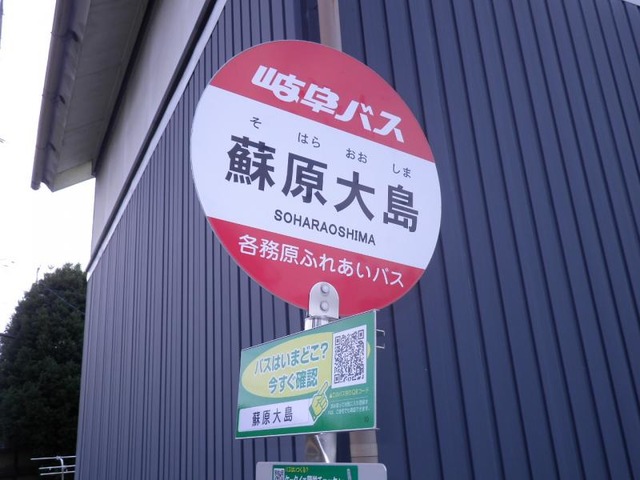 岐阜バス
そ はら おお しま
蘇原大島
SOHARAOSHIMA
各務原ふれあいバス
バスはいまどこ?
今すぐ確認
蘇原大島